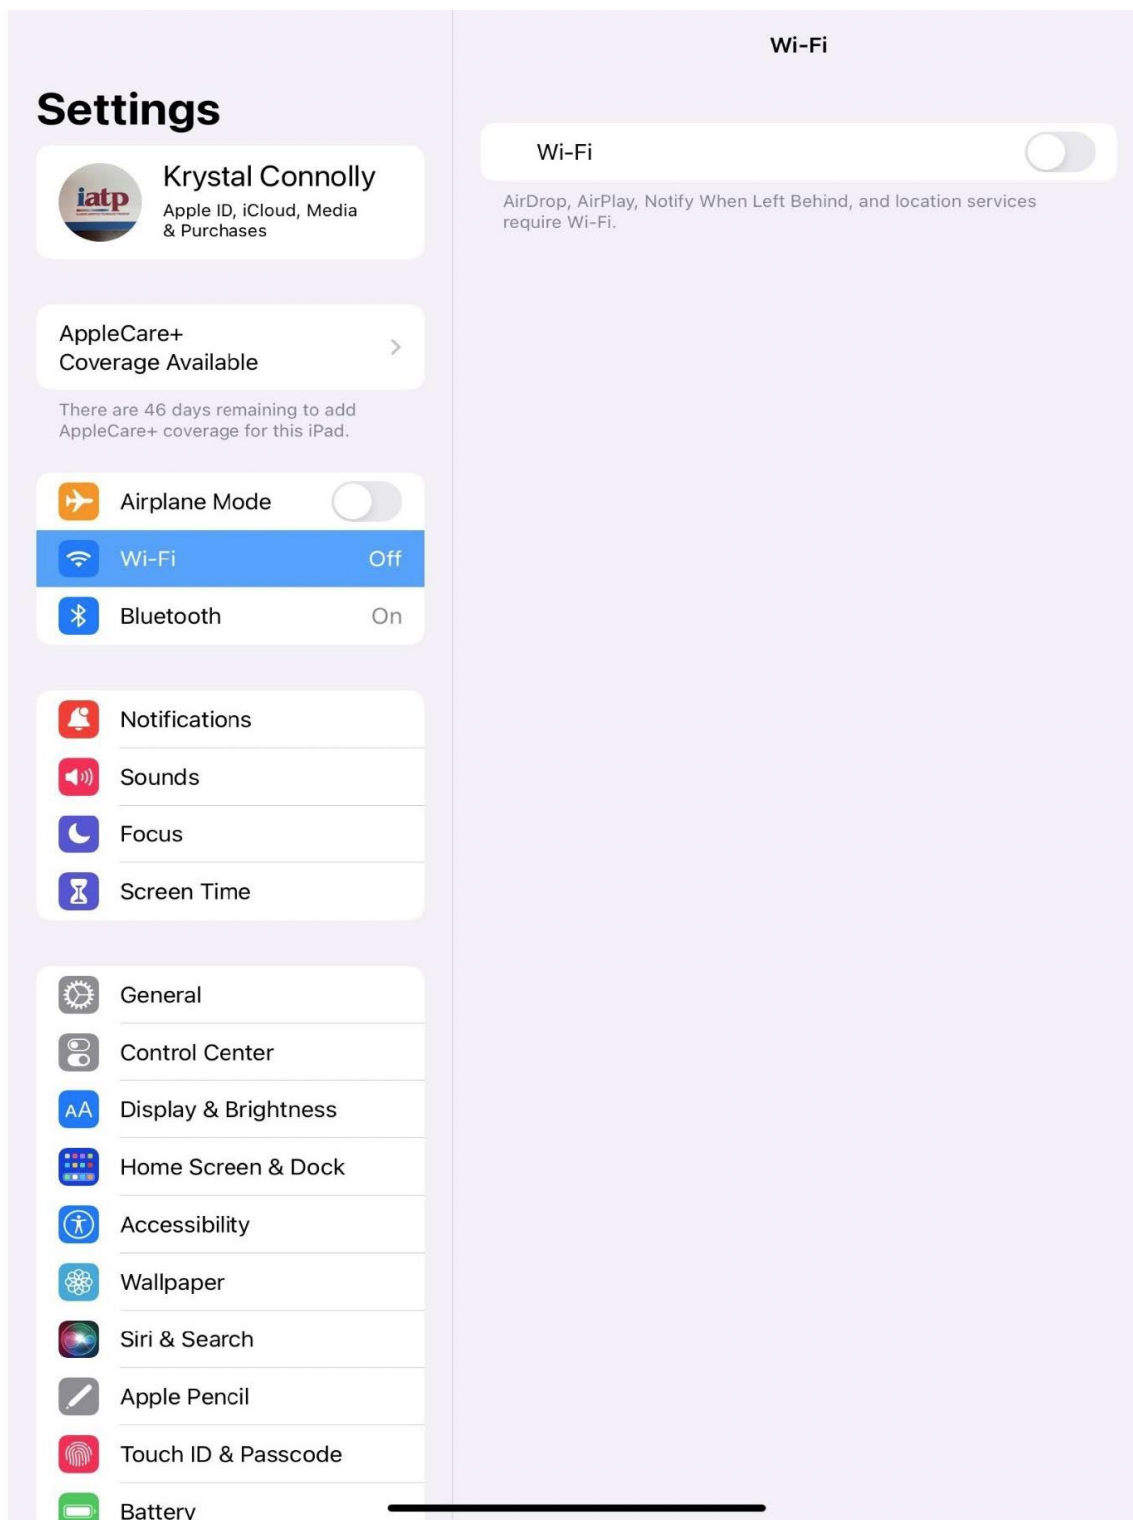 Settings
iatp
Krystal Connolly
Apple ID, iCloud, Media
& Purchases
AppleCare+
Coverage Available
There are 46 days remaining to add
AppleCare+ coverage for this iPad.
Airplane Mode
Wi-Fi Off
Bluetooth On
Notifications
Sounds
Focus
Screen Time
General
Control Center
AA Display & Brightness
Home Screen & Dock
Accessibility
Wallpaper
Siri & Search
Apple Pencil
Touch ID & Passcode
Battery
Wi-Fi
Wi-Fi
AirDrop, AirPlay, Notify When Left Behind, and location services
require Wi-Fi.